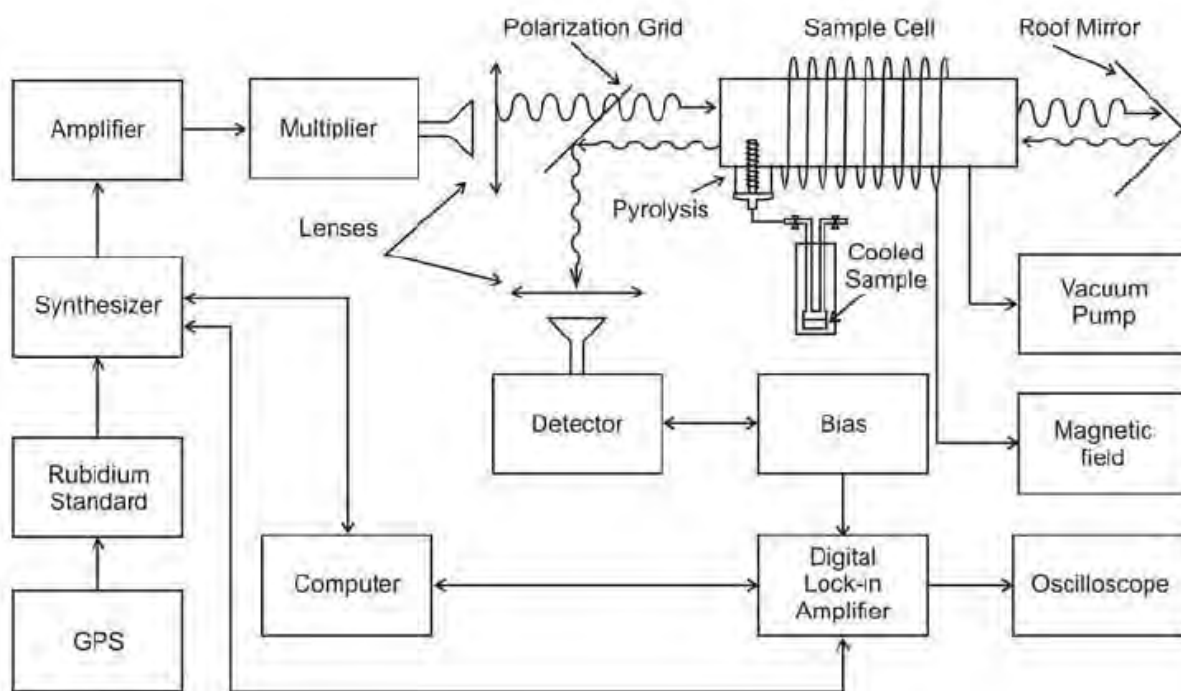 Polarization Grid
Sample Cell
Roof Mirror
Amplifier
Multiplier
Pyrolysis
Lenses
Cooled
Sample
Synthesizer
Vacuum
Pump
Detector
Bias
Magnetic
field
Rubidium
Standard
Computer
Digital
Lock-in
Amplifier
Oscilloscope
GPS